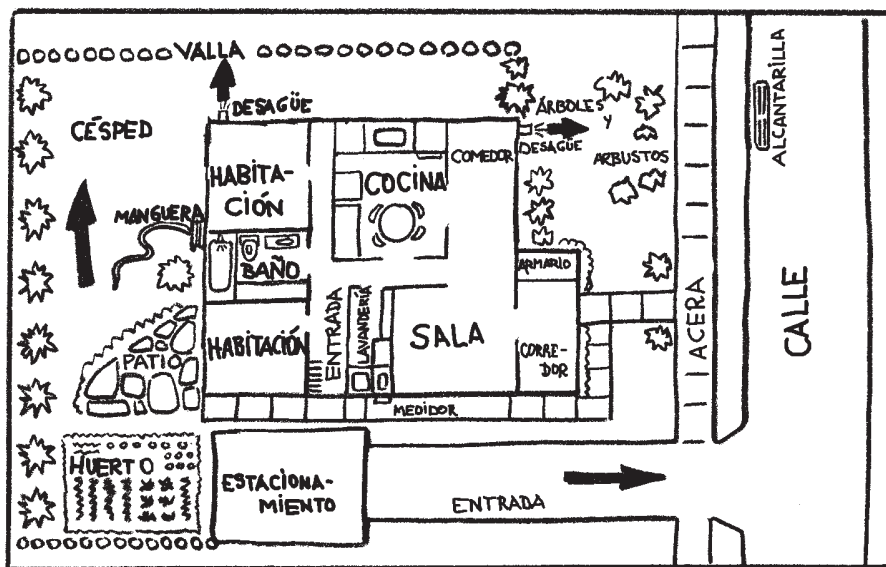 VALLA
DESAGÜE
CÉSPED
ÁRBOLES
Y
ARBUSTOS
DESAGÜE
ALCANTARILLA
COMEDOR
HABITA-
CIÓN
COCINA
MANGUERA
BAÑO
ARMARIO
ENTRADA
LAVANDERÍA
SALA
CORRE-
DOR
HABITACIÓN
PATIO
MEDIDOR
ACERA
CALLE
HUERTO
ESTACIONA-
MIENTO
ENTRADA